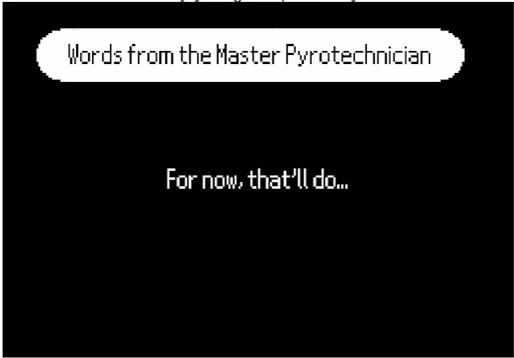 Words from the Master Pyrotechnician
For now, that'll do...